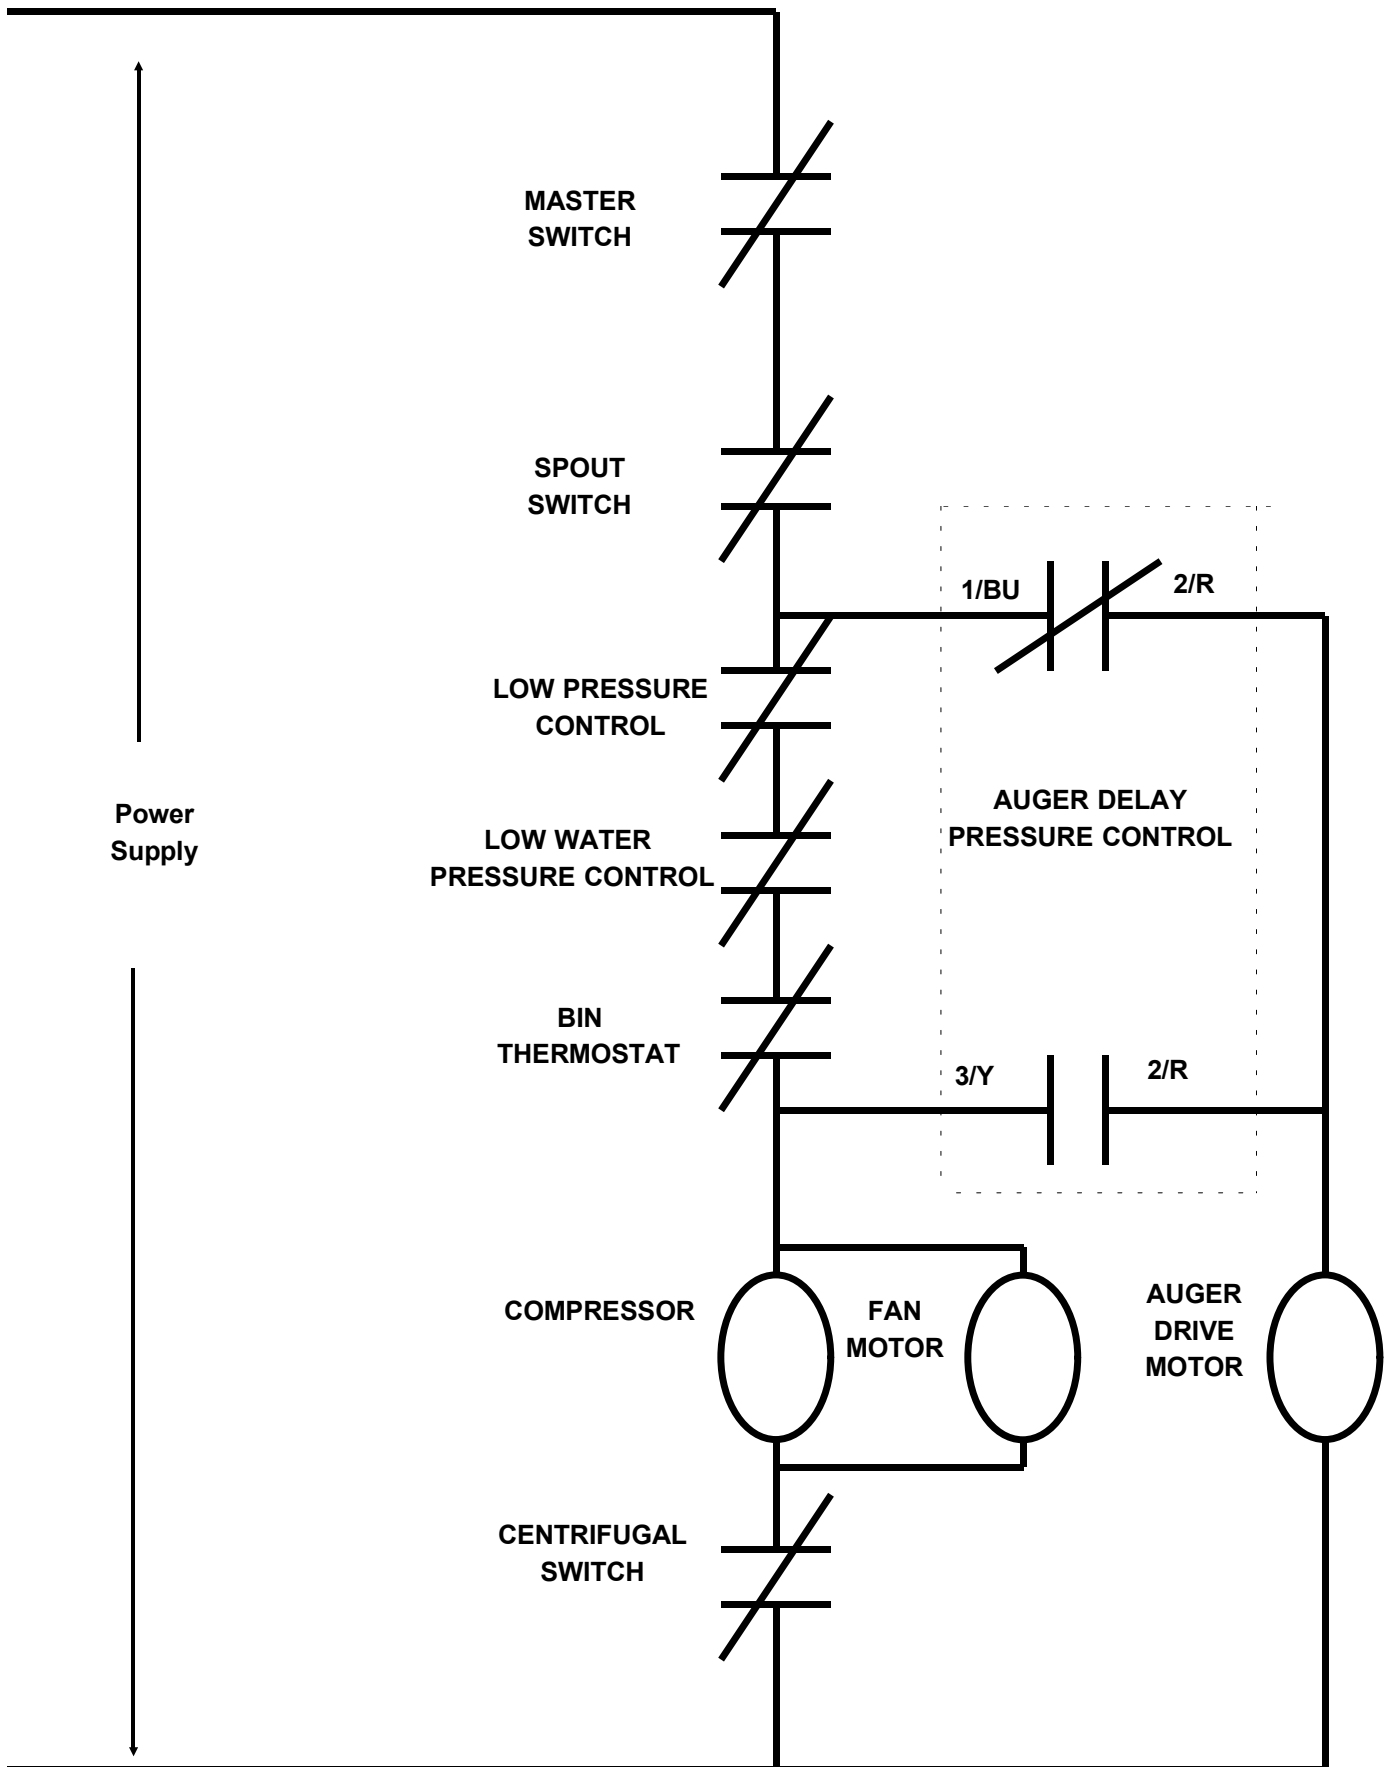 MASTER
SWITCH
SPOUT
SWITCH
1/BU
2/R
LOW PRESSURE
CONTROL
Power
Supply
AUGER DELAY
PRESSURE CONTROL
LOW WATER
PRESSURE CONTROL
BIN
THERMOSTAT
3/Y
2/R
COMPRESSOR
FAN
MOTOR
AUGER
DRIVE
MOTOR
CENTRIFUGAL
SWITCH